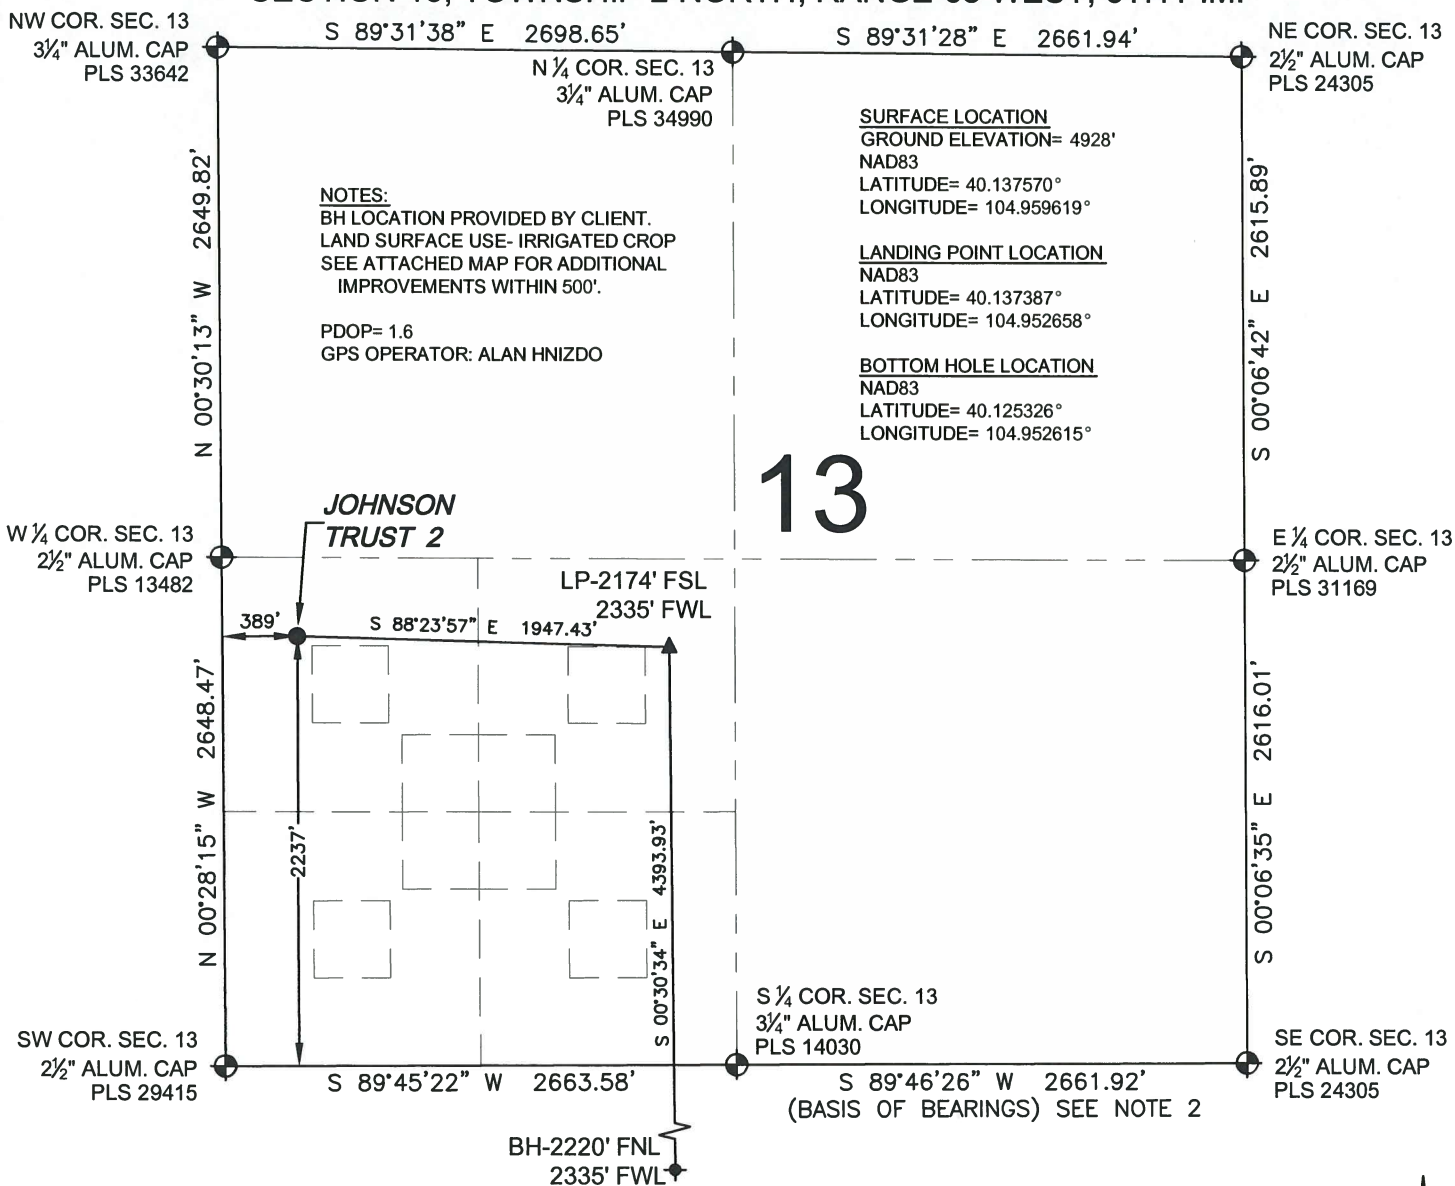 NW COR. SEC. 13
3¼" ALUM. CAP
PLS 33642
S 89°31'38" E 2698.65'
N ¼ COR. SEC. 13
3¼" ALUM. CAP
PLS 34990
S 89°31'28" E 2661.94'
NE COR. SEC. 13
2½" ALUM. CAP
PLS 24305
N 00°30'13" W 2649.82'
NOTES:
BH LOCATION PROVIDED BY CLIENT.
LAND SURFACE USE- IRRIGATED CROP
SEE ATTACHED MAP FOR ADDITIONAL
IMPROVEMENTS WITHIN 500'.
PDOP= 1.6
GPS OPERATOR: ALAN HNIZDO
SURFACE LOCATION
GROUND ELEVATION= 4928'
NAD83
LATITUDE= 40.137570°
LONGITUDE= 104.959619°
LANDING POINT LOCATION
NAD83
LATITUDE= 40.137387°
LONGITUDE= 104.952658°
BOTTOM HOLE LOCATION
NAD83
LATITUDE= 40.125326°
LONGITUDE= 104.952615°
S 00°06'42" E 2615.89'
13
JOHNSON
TRUST 2
W ¼ COR. SEC. 13
2½" ALUM. CAP
PLS 13482
E ¼ COR. SEC. 13
2½" ALUM. CAP
PLS 31169
LP-2174' FSL
2335' FWL
389'
S 88°23'57" E 1947.43'
N 00°28'15" W 2648.47'
2237'
S 00°30'34" E 4393.93'
S 00°06'35" E 2616.01'
SW COR. SEC. 13
2½" ALUM. CAP
PLS 29415
S 89°45'22" W 2663.58'
S ¼ COR. SEC. 13
3¼" ALUM. CAP
PLS 14030
S 89°46'26" W 2661.92'
(BASIS OF BEARINGS) SEE NOTE 2
SE COR. SEC. 13
2½" ALUM. CAP
PLS 24305
BH-2220' FNL
2335' FWL